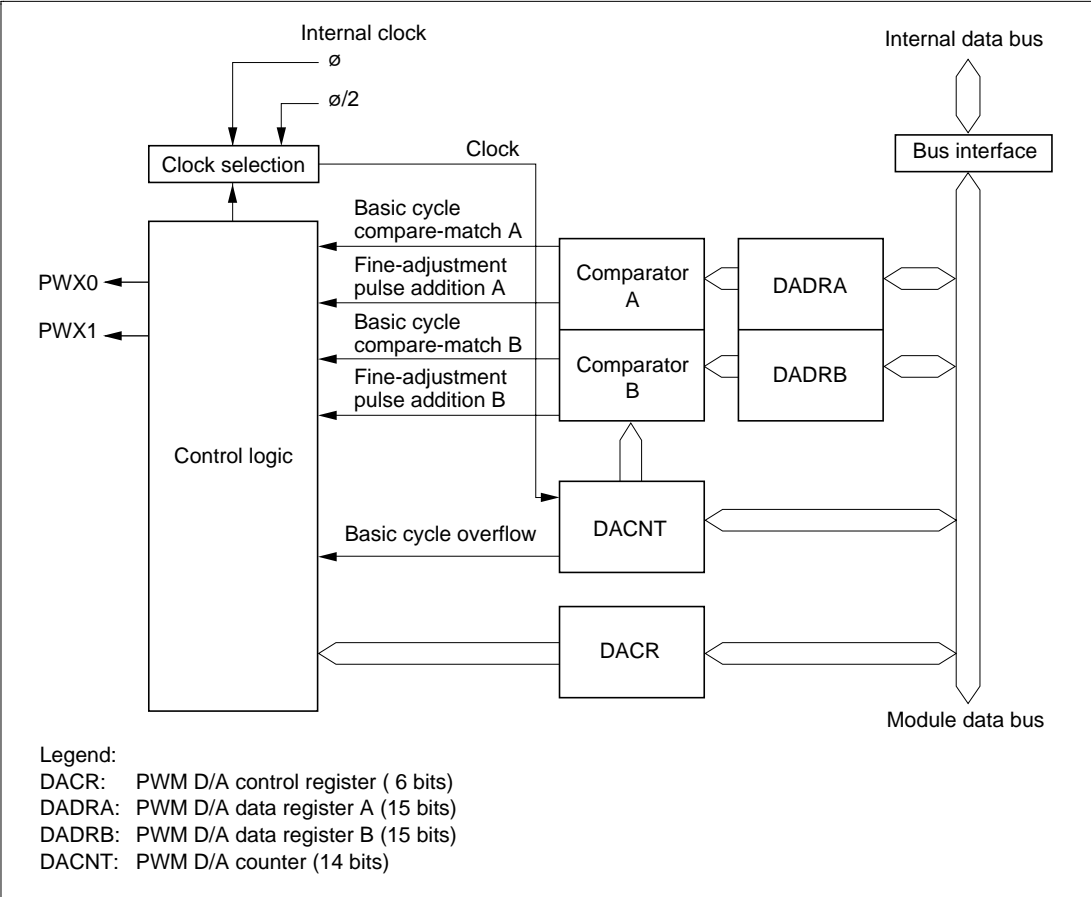 Internal clock
ø
ø/2
Internal data bus
Clock selection
Clock
Bus interface
Basic cycle
compare-match A
Fine-adjustment
pulse addition A
Basic cycle
compare-match B
Fine-adjustment
pulse addition B
Comparator
A
DADRA
PWX0
PWX1
Comparator
B
DADRB
Control logic
Basic cycle overflow
DACNT
DACR
Module data bus
Legend:
DACR: PWM D/A control register ( 6 bits)
DADRA: PWM D/A data register A (15 bits)
DADRB: PWM D/A data register B (15 bits)
DACNT: PWM D/A counter (14 bits)